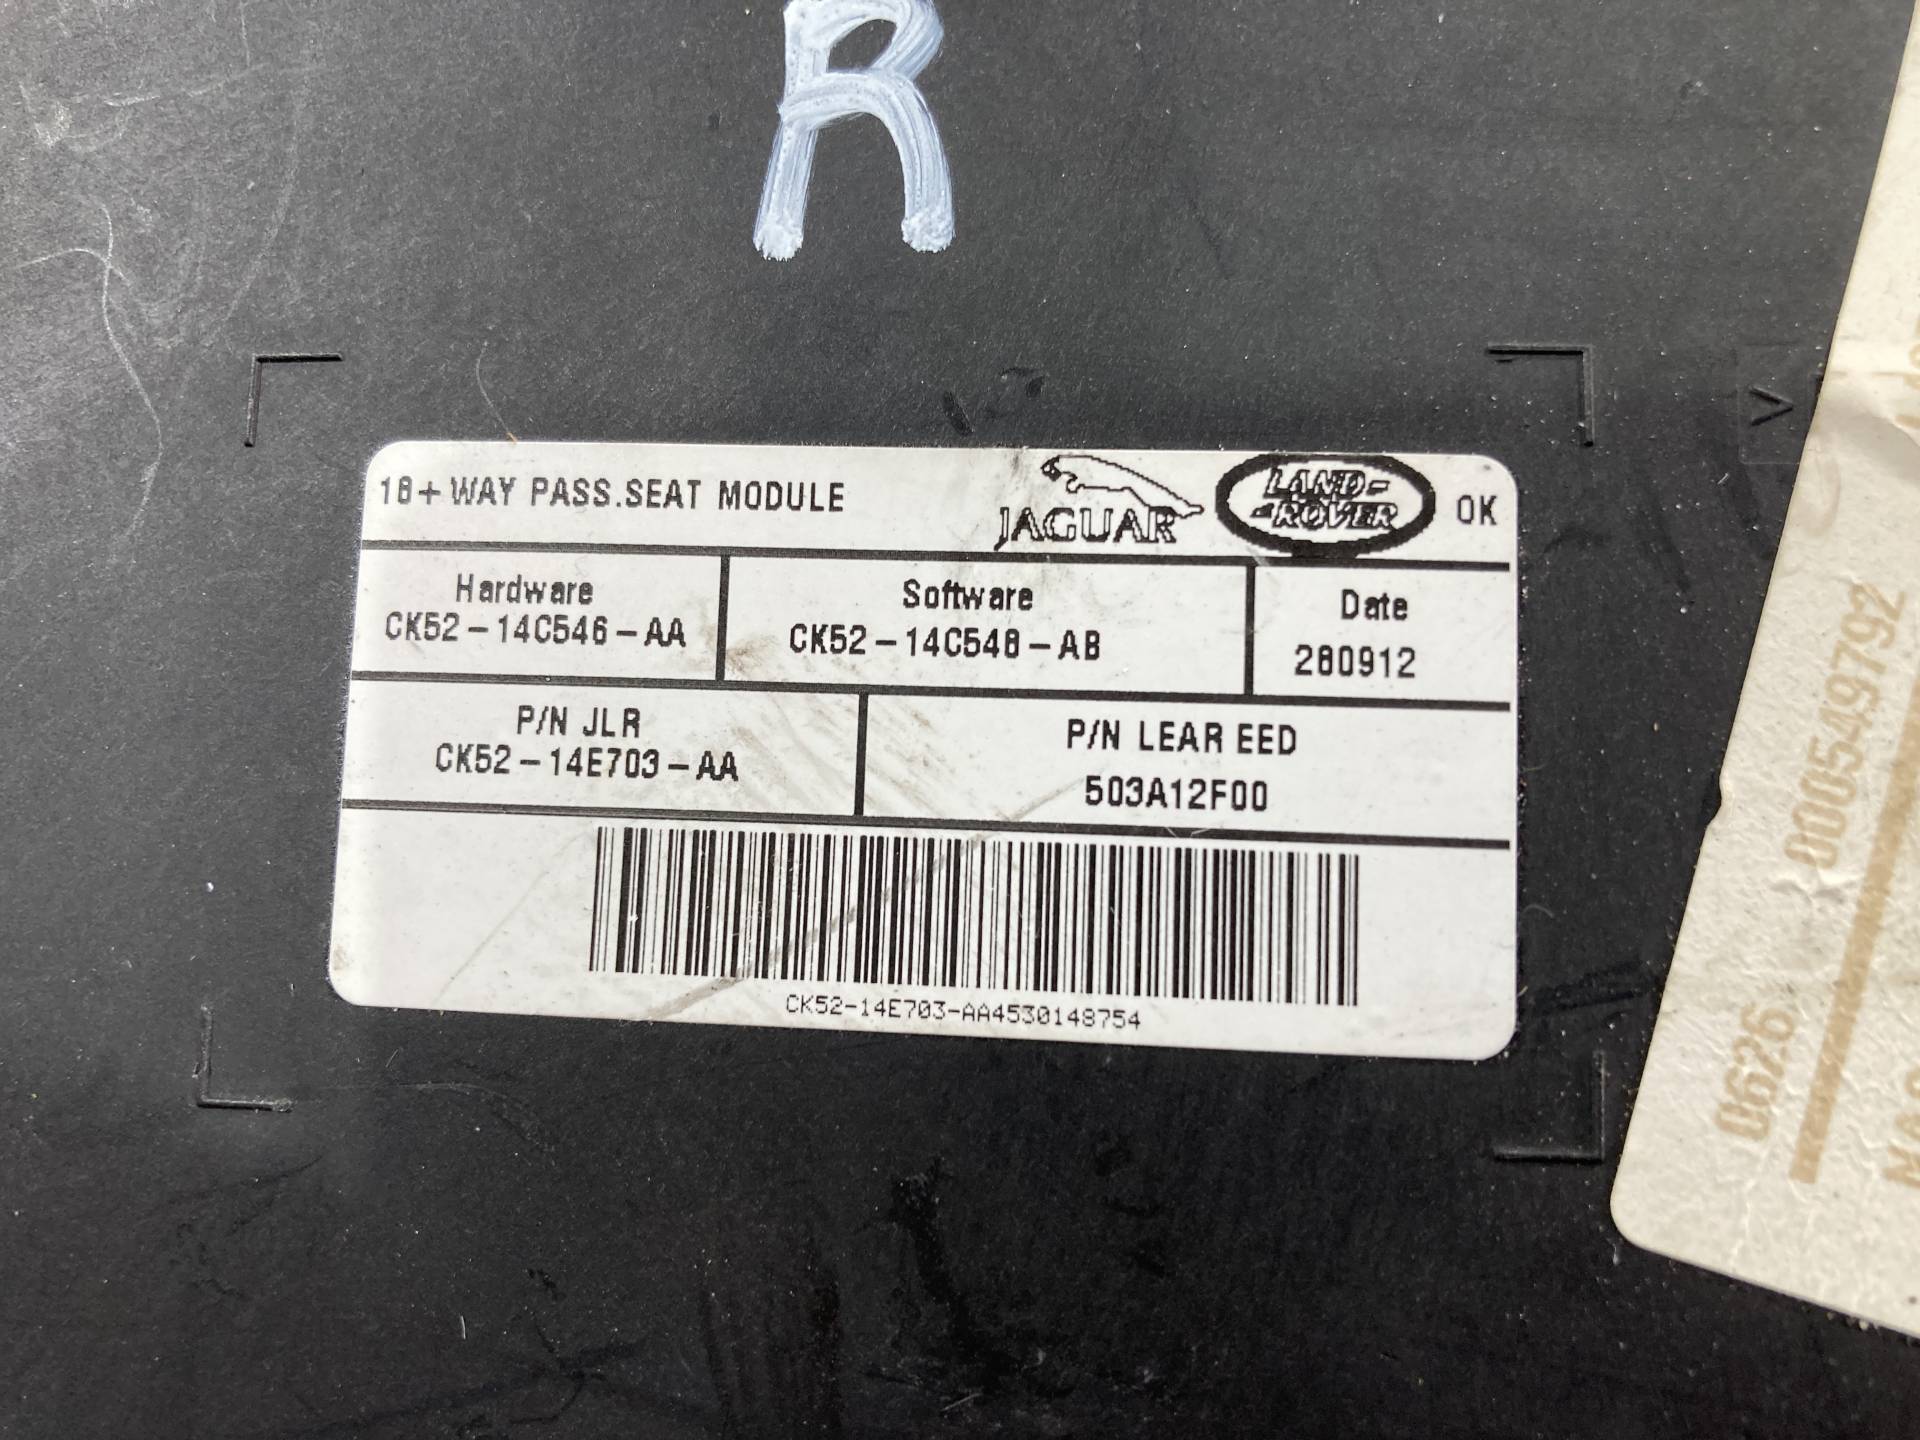 R
18+WAY PASS.SEAT MODULE
JAGUAR
LAND-
ROVER
OK
Hardware
CK52-14C546-AA
Software
CK52-14C548-AB
Date
280912
P/N JLR
CK52-14E703-AA
P/N LEAR EED
503A12F00
CK52-14E703-AA4530148754
>
0626
000549792